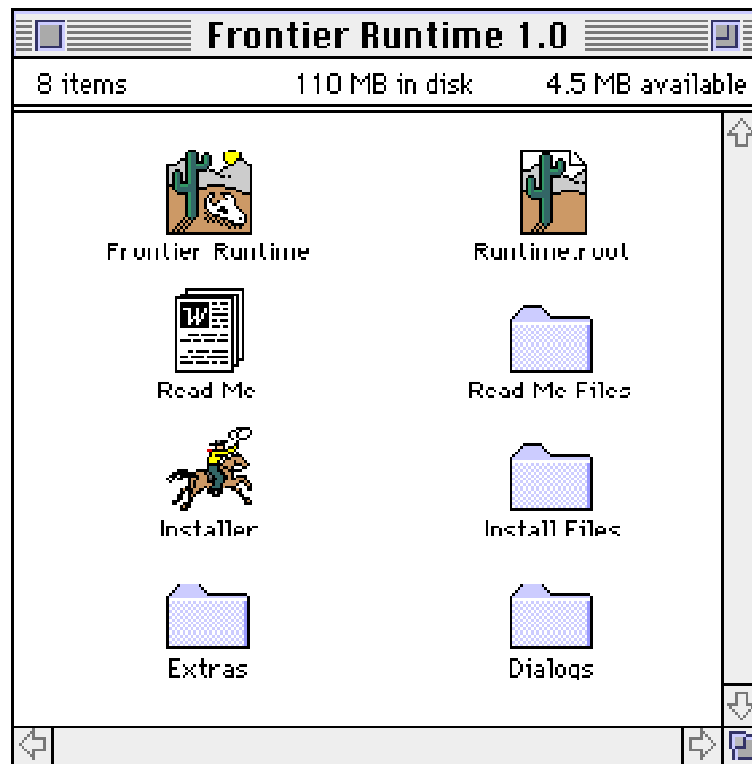 Frontier Runtime 1.0
8 items 110 MB in disk 4.5 MB available
Frontier Runtime Runtime.root
W
Read Me Read Me Files
Installer Install Files
Extras Dialogs